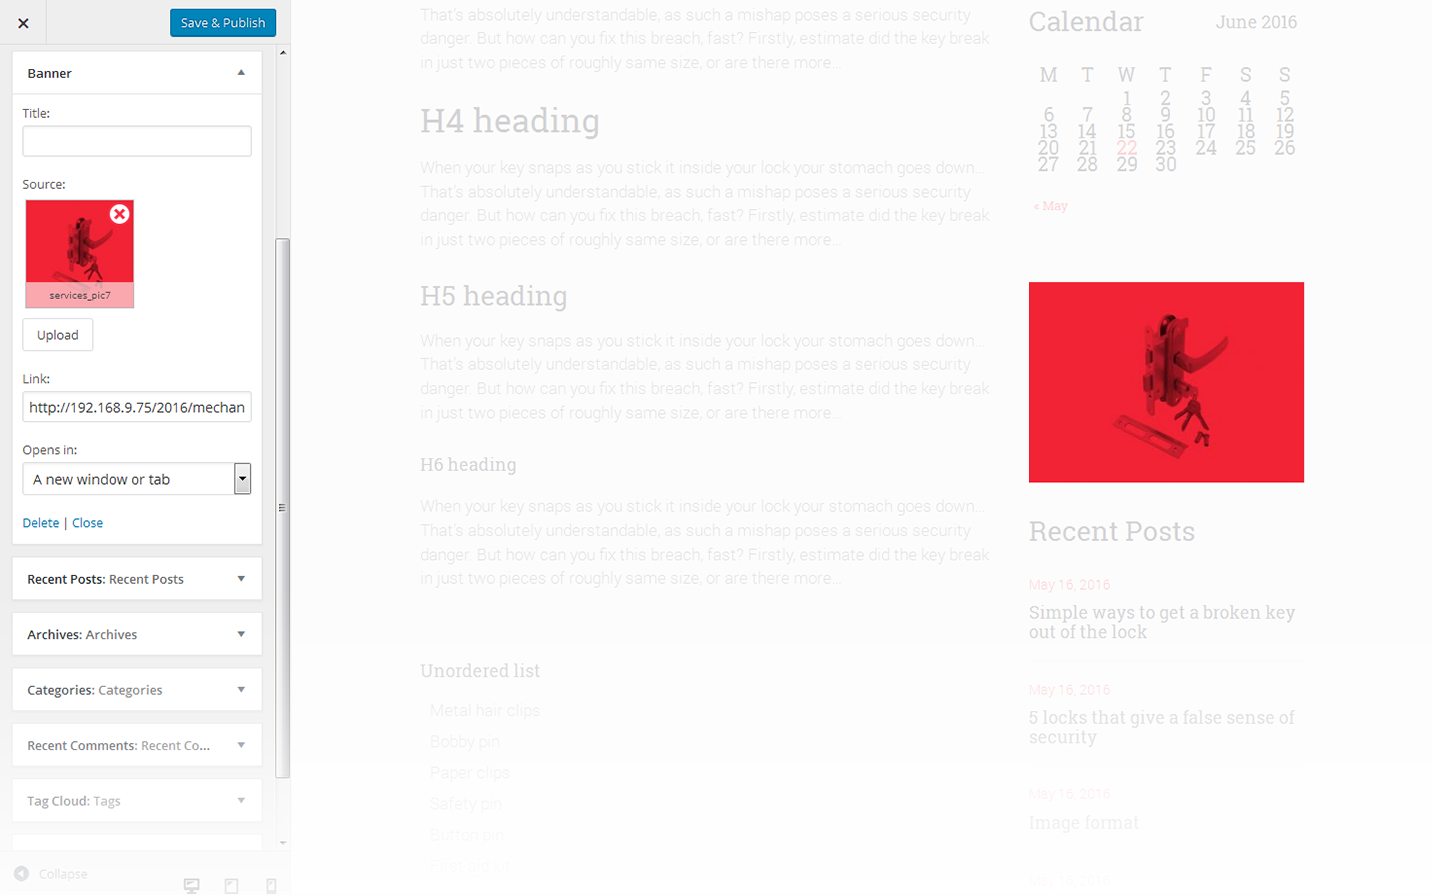 Save & Publish
Banner
Title:
Source:
services_pic7
Upload
Link:
http://192.168.9.75/2016/mechan
Opens in:
A new window or tab
Delete | Close
Recent Posts: Recent Posts
Archives: Archives
Categories: Categories
Recent Comments: Recent Co...
Tag Cloud: Tags
Collapse
That's absolutely understandable, as such a mishap poses a serious security
danger. But how can you fix this breach, fast? Firstly, estimate did the key break
in just two pieces of roughly same size, or are there more...
H4 heading
When your key snaps as you stick it inside your lock your stomach goes down...
That's absolutely understandable, as such a mishap poses a serious security
danger. But how can you fix this breach, fast? Firstly, estimate did the key break
in just two pieces of roughly same size, or are there more...
H5 heading
When your key snaps as you stick it inside your lock your stomach goes down...
That's absolutely understandable, as such a mishap poses a serious security
danger. But how can you fix this breach, fast? Firstly, estimate did the key break
in just two pieces of roughly same size, or are there more...
H6 heading
When your key snaps as you stick it inside your lock your stomach goes down...
That's absolutely understandable, as such a mishap poses a serious security
danger. But how can you fix this breach, fast? Firstly, estimate did the key break
in just two pieces of roughly same size, or are there more...
Unordered list
Metal hair clips
Bobby pin
Paper clips
Safety pin
Button pin
First aid kit
Calendar June 2016
M T W T F S S
1 2 3 4 5
6 7 8 9 10 11 12
13 14 15 16 17 18 19
20 21 22 23 24 25 26
27 28 29 30
« May
Recent Posts
May 16, 2016
Simple ways to get a broken key
out of the lock
May 16, 2016
5 locks that give a false sense of
security
May 16, 2016
Image format
May 16, 2016